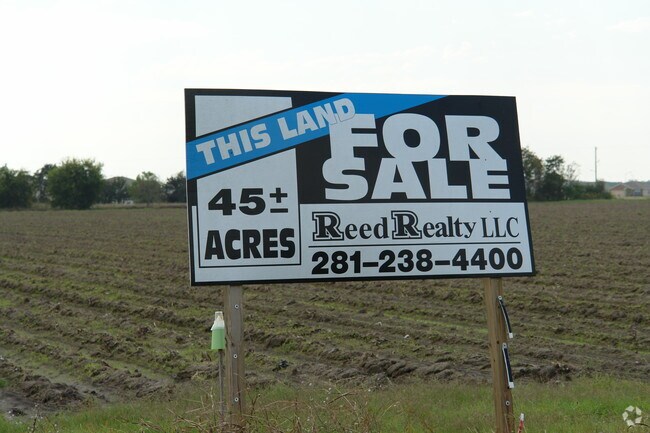 THIS LAND
FOR
SALE
45±
ACRES
Reed Realty LLC
281-238-4400